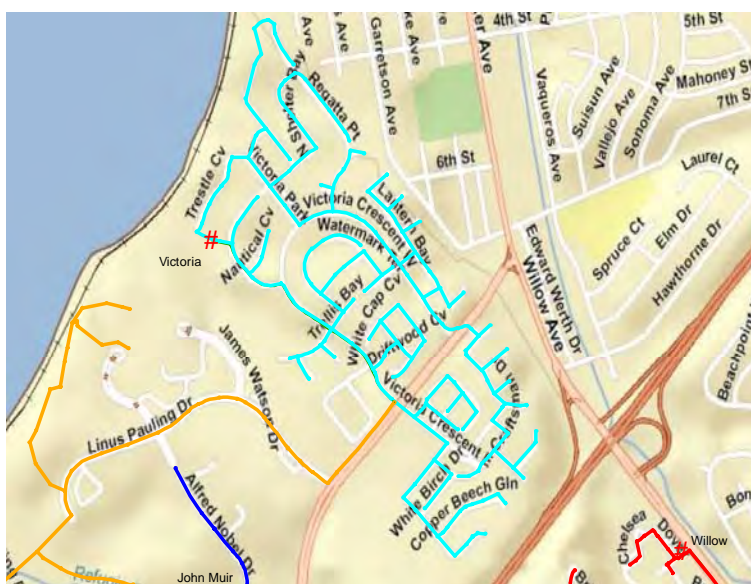 4th St
5th St
Garretson Ave
Ave
Ave
Vaqueros Ave
Suisun Ave
Vallejo Ave
Sonoma Ave
Mahoney St
7th St
6th St
Laurel Ct
Shelter Bay
Regatta Pt
N
Victoria Park
Trestle Cv
Lantern Bay
Victoria Crescent W
Watermark
Nautical Cv
#
Victoria
Trellis Bay
White Cap Cv
Driftwood Cv
Edward Werth Dr
Willow Ave
Spruce Ct
Elm Dr
Hawthorne Dr
Beachpoint
James Watson Dr
Linus Pauling Dr
Victoria Crescent
White Birch Dr
Copper Beech Gln
Alfred Nobel Dr
Chelsea
#
Willow
John Muir